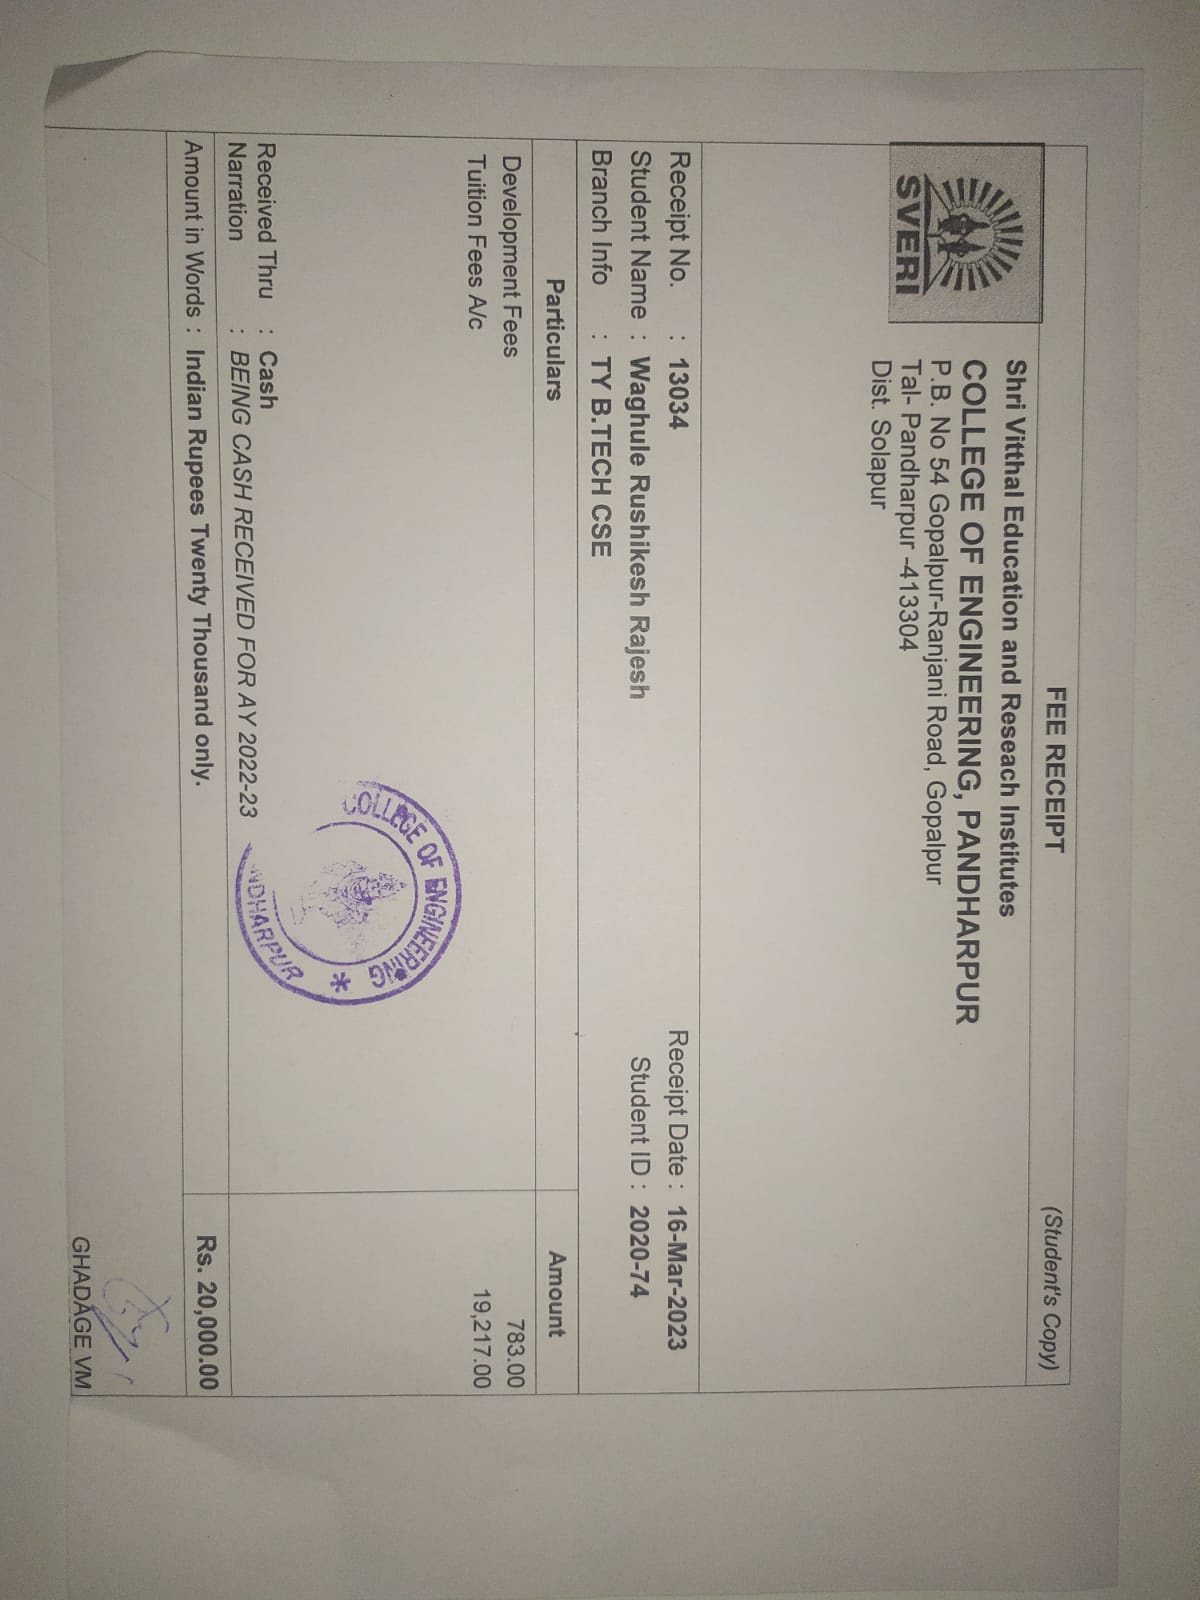 FEE RECEIPT (Student's Copy)
SVERI
Shri Vitthal Education and Reseach Institutes
COLLEGE OF ENGINEERING, PANDHARPUR
P.B. No 54 Gopalpur-Ranjani Road, Gopalpur
Tal- Pandharpur -413304
Dist. Solapur
Receipt No. : 13034 Receipt Date : 16-Mar-2023
Student Name : Waghule Rushikesh Rajesh Student ID : 2020-74
Branch Info : TY B.TECH CSE
Particulars Amount
Development Fees 783.00
Tuition Fees A/c 19,217.00
COLLEGE OF ENGINEERING *
NDHARPUR
Received Thru : Cash
Narration : BEING CASH RECEIVED FOR AY 2022-23
Amount in Words : Indian Rupees Twenty Thousand only. Rs. 20,000.00
GHADAGE VM